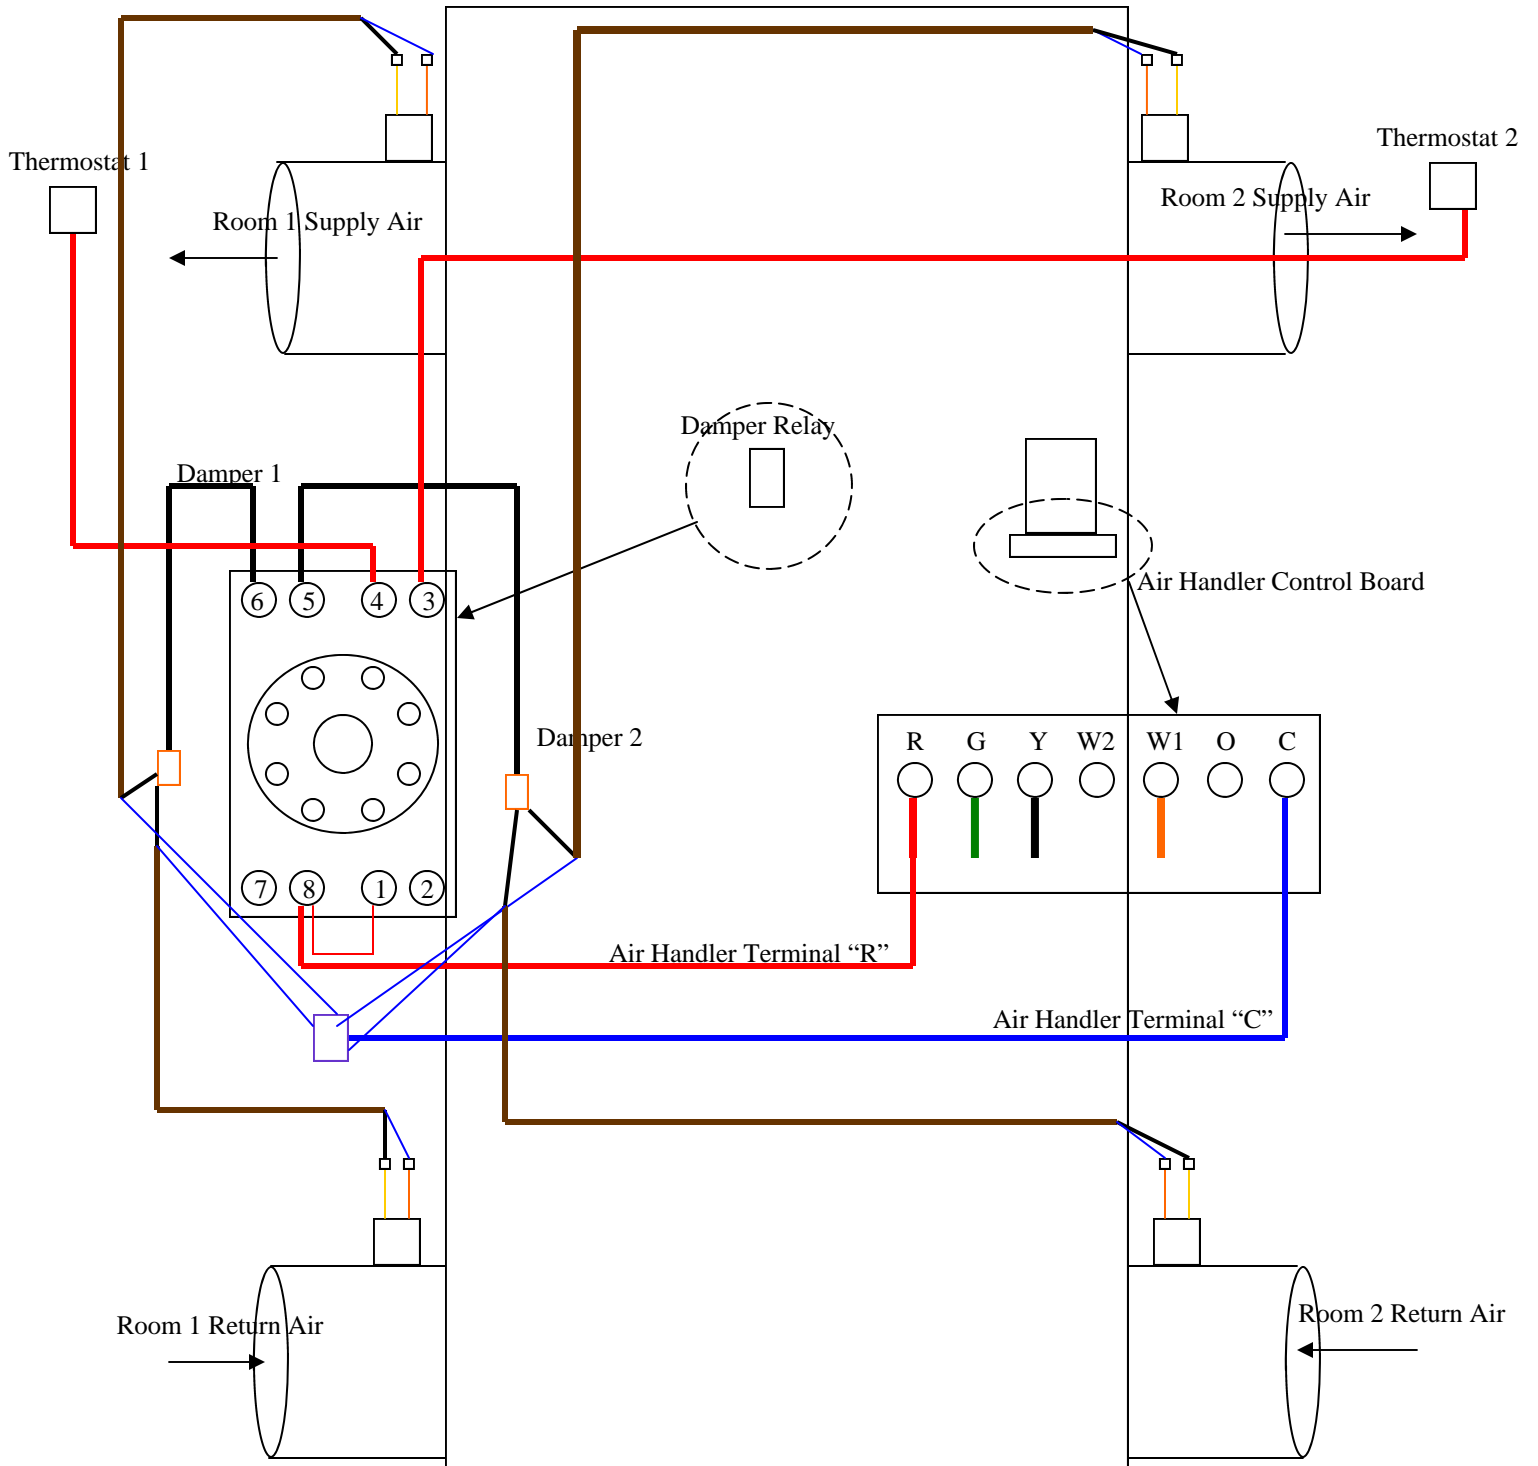 Thermostat 1
Thermostat 2
Room 1 Supply Air
Room 2 Supply Air
Damper Relay
Damper 1
Air Handler Control Board
6 5 4 3
Damper 2
R G Y W2 W1 O C
7 8 1 2
Air Handler Terminal “R”
Air Handler Terminal “C”
Room 1 Return Air
Room 2 Return Air